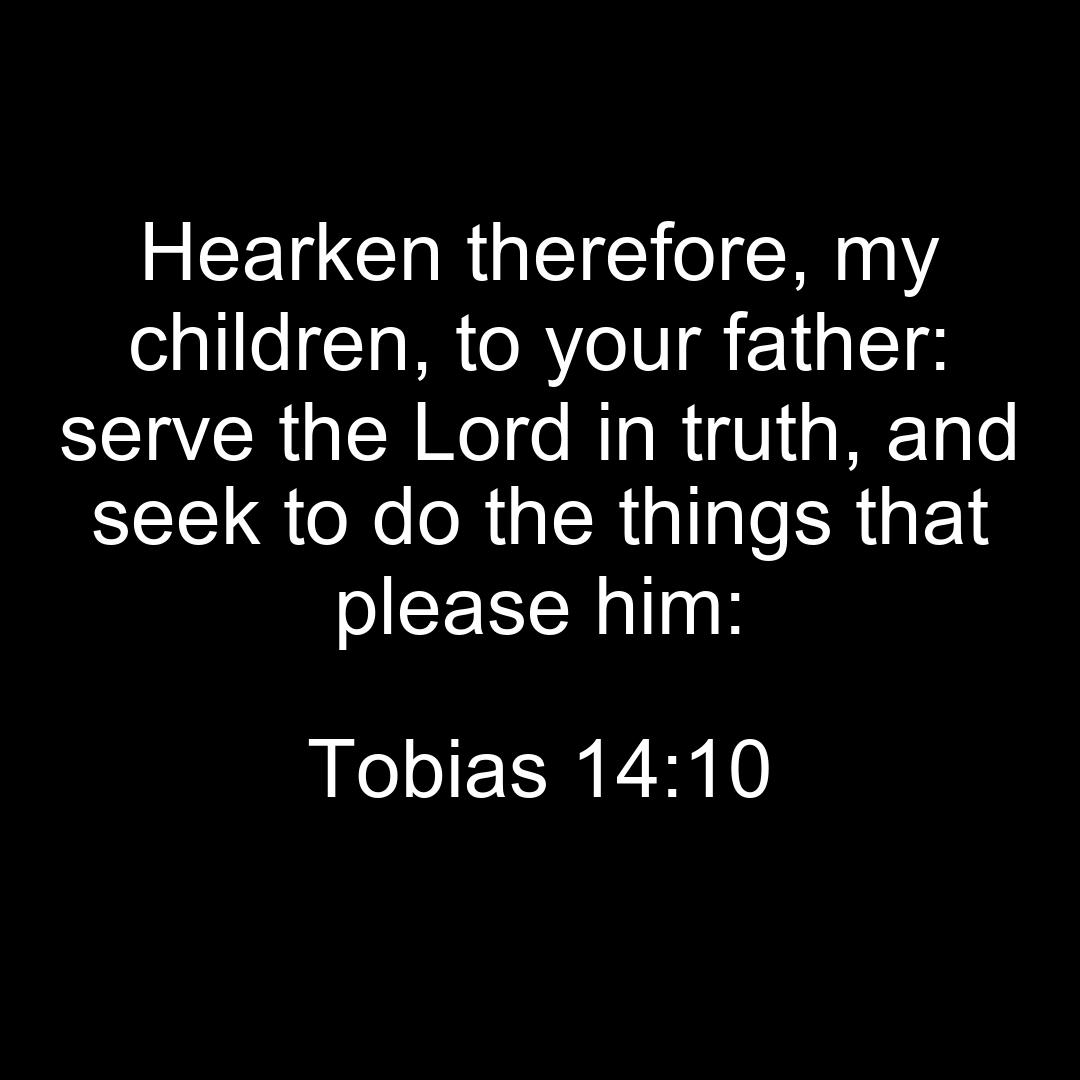 Hearken therefore, my
children, to your father:
serve the Lord in truth, and
seek to do the things that
please him:
Tobias 14:10